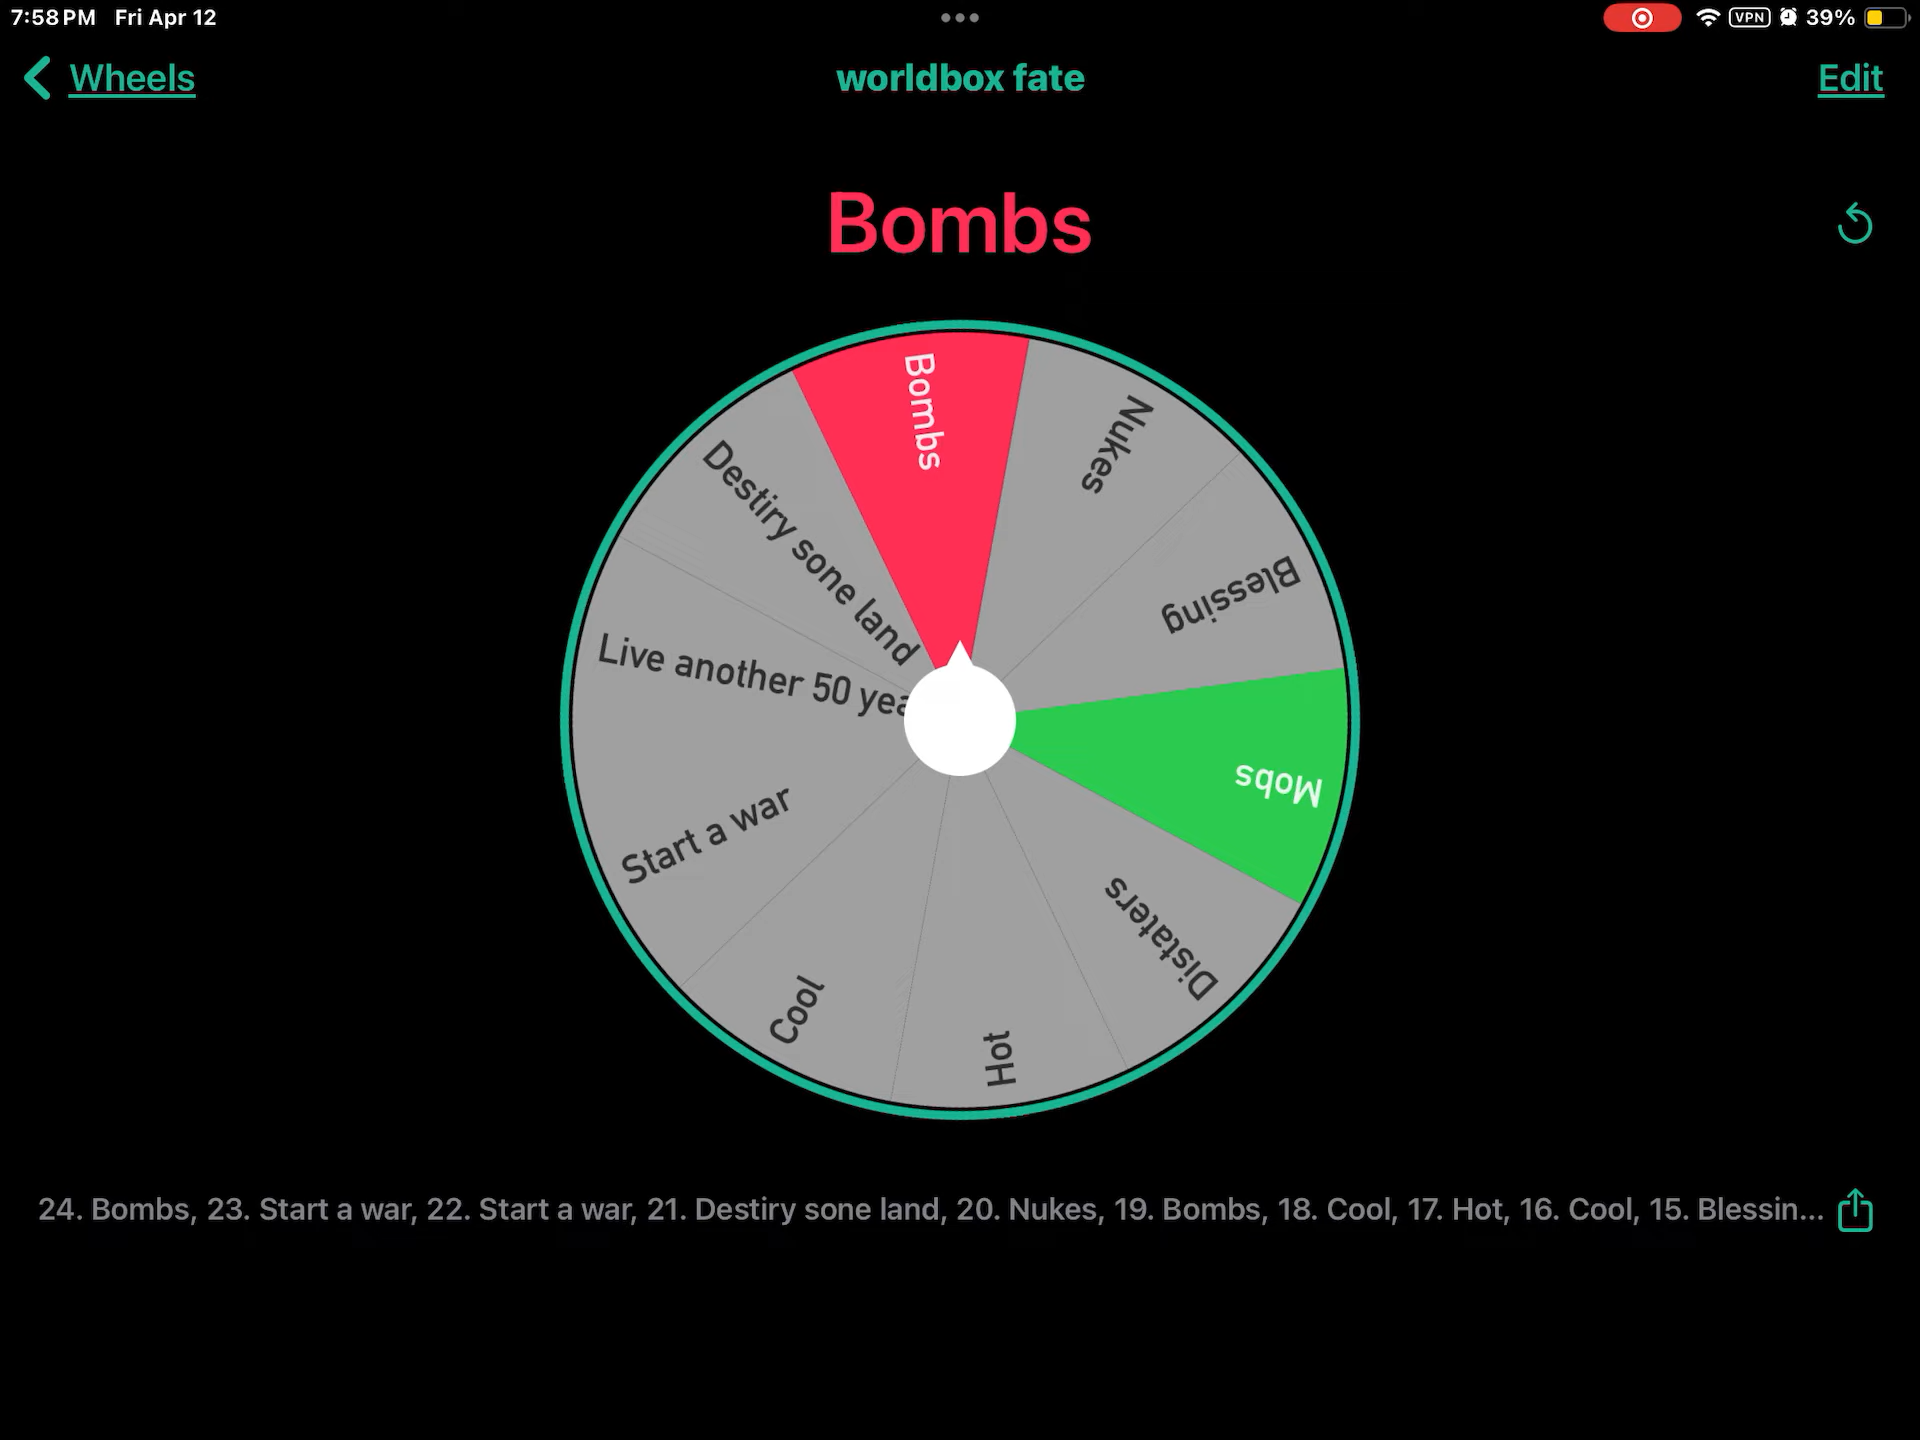 7:58 PM Fri Apr 12
VPN 39%
Wheels
worldbox fate
Edit
Bombs
Bombs
Nukes
Blessing
Mobs
Distaters
Hot
Cool
Start a war
Live another 50 yea
Destiry sone land
24. Bombs, 23. Start a war, 22. Start a war, 21. Destiry sone land, 20. Nukes, 19. Bombs, 18. Cool, 17. Hot, 16. Cool, 15. Blessin...